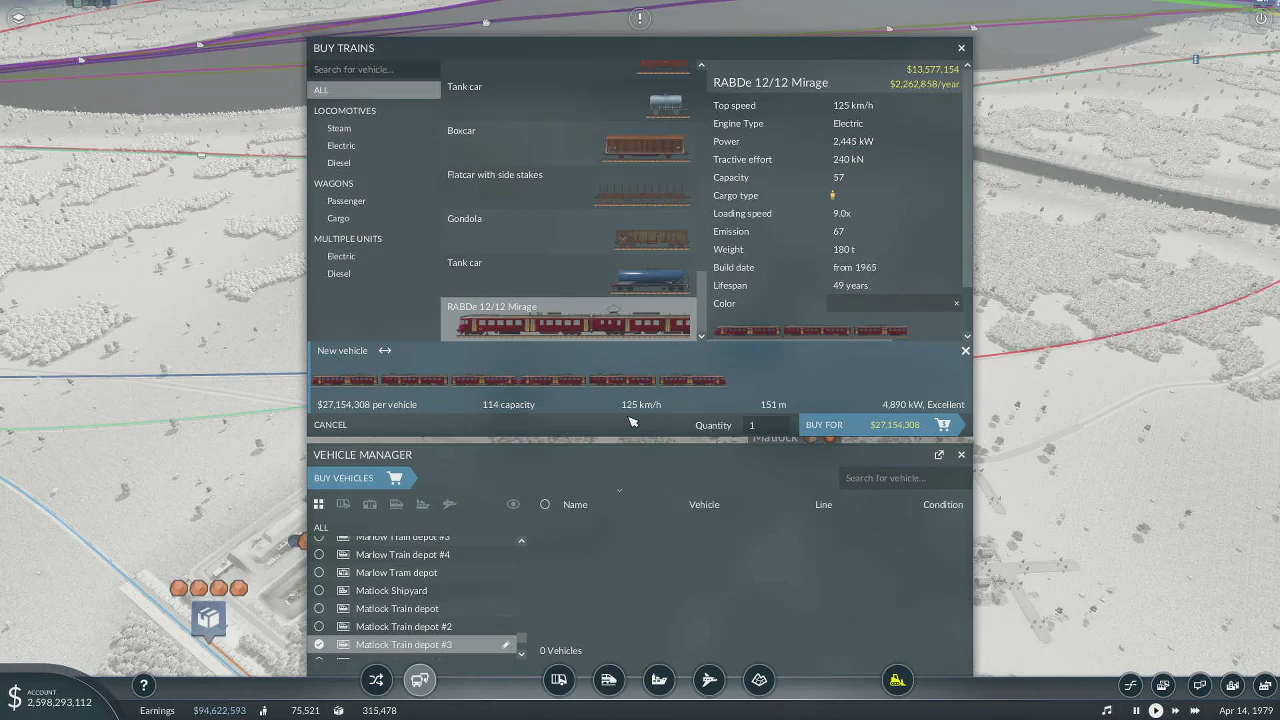 BUY TRAINS
Search for vehicle...
ALL
LOCOMOTIVES
Steam
Electric
Diesel
WAGONS
Passenger
Cargo
MULTIPLE UNITS
Electric
Diesel
Tank car
Boxcar
Flatcar with side stakes
Gondola
Tank car
RABDe 12/12 Mirage
$13,577,154
RABDe 12/12 Mirage
$2,262,858/year
Top speed 125 km/h
Engine Type Electric
Power 2,445 kW
Tractive effort 240 kN
Capacity 57
Cargo type
Loading speed 9.0x
Emission 67
Weight 180 t
Build date from 1965
Lifespan 49 years
Color
New vehicle
$27,154,308 per vehicle 114 capacity 125 km/h 151 m 4,890 kW, Excellent
CANCEL Quantity 1 BUY FOR $27,154,308
Matlock
VEHICLE MANAGER
BUY VEHICLES Search for vehicle...
Name Vehicle Line Condition
ALL
Marlow Train depot #3
Marlow Train depot #4
Marlow Tram depot
Matlock Shipyard
Matlock Train depot
Matlock Train depot #2
Matlock Train depot #3
0 Vehicles
$ ACCOUNT
2,598,293,112
?
Earnings $94,622,593 75,521 315,478 Apr 14, 1979